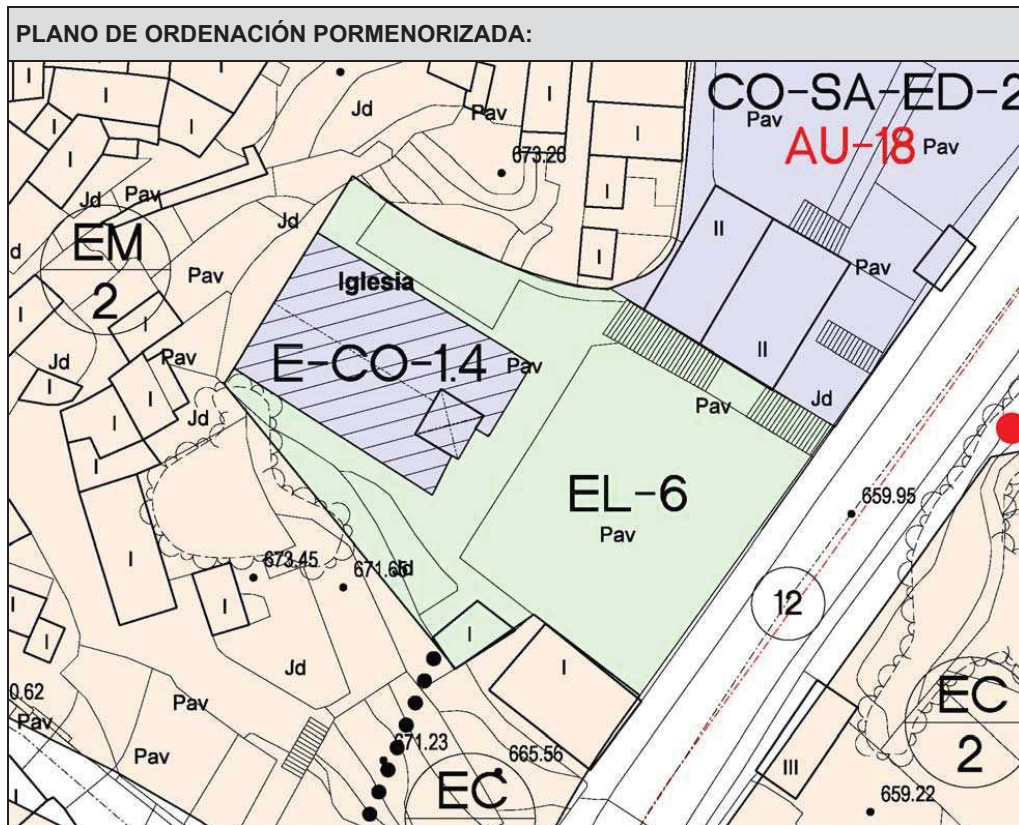 PLANO DE ORDENACIÓN PORMENORIZADA:
I
I
I
Jd
Pav
I
CO-SA-ED-2
Pav
AU-18
Pav
I
I
I
673.26
I
Jd
Pav
Jd
I
EM
2
d
Pav
Iglesia
I
II
Pav
I
I
E-CO-1.4
Pav
II
Jd
Pav
Jd
I
I
Jd
Pav
I
EL-6
Pav
659.95
I
673.45
671.65
Jd
12
I
I
I
I
Jd
I
0.62
Pav
Pav
Pav
671.23
665.56
EC
EC
2
III
659.22